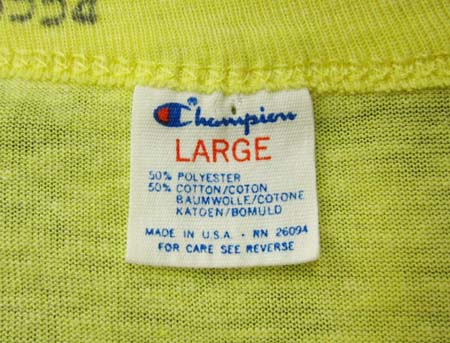 Champion
LARGE
50% POLYESTER
50% COTTON/COTON
BAUMWOLLE/COTONE
KATOEN/BOMULD
MADE IN U.S.A. - RN 26094
FOR CARE SEE REVERSE